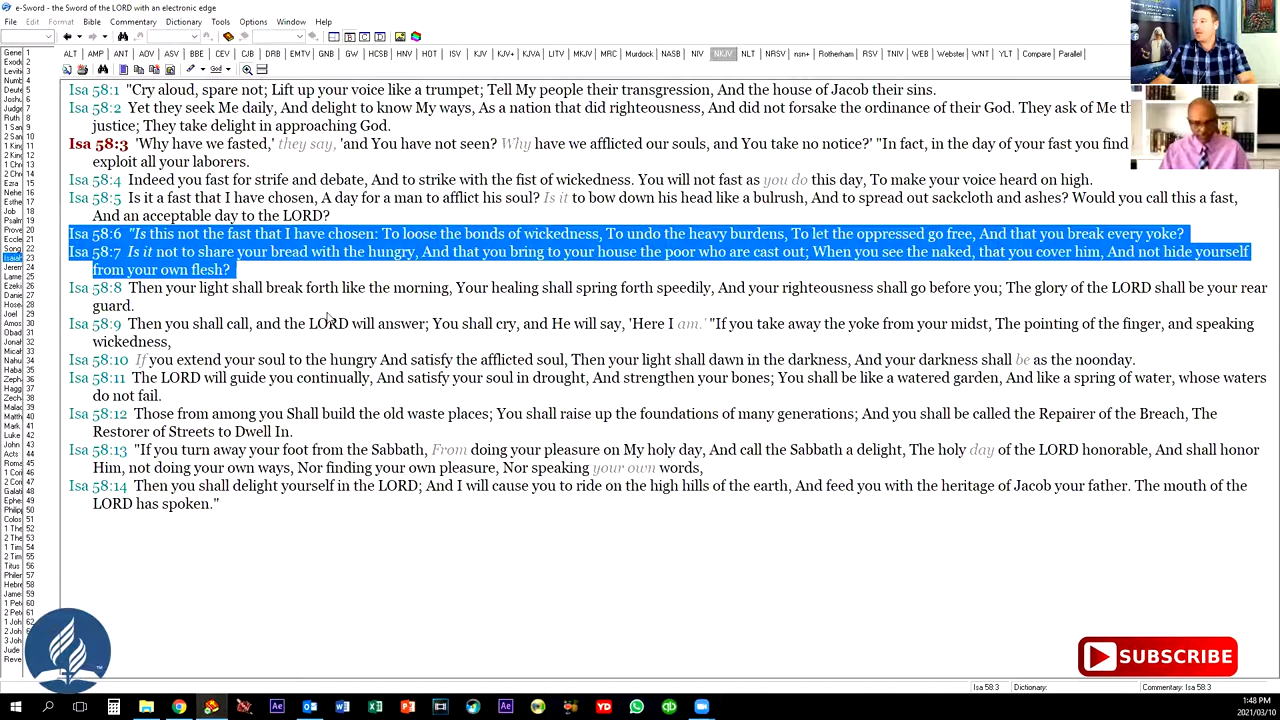 e-Sword - the Sword of the LORD with an electronic edge
File Edit View Format Bible Commentary Dictionary Tools Options Window Help
ALT AMP ANT AOV ASV BBE CEV CJB DRB EMTV GNB GW HCSB HNV HOT ISV KJV KJV+ KJVA LITV MKJV MRC Murdock NASB NIV NKJV NLT NRSV nsn+ Rotherham RSV TNIV WEB Webster WNT YLT Compare Parallel
Isa 58:1 "Cry aloud, spare not; Lift up your voice like a trumpet; Tell My people their transgression, And the house of Jacob their sins.
Isa 58:2 Yet they seek Me daily, And delight to know My ways, As a nation that did righteousness, And did not forsake the ordinance of their God. They ask of Me th
justice; They take delight in approaching God.
Isa 58:3 'Why have we fasted,' they say, 'and You have not seen? Why have we afflicted our souls, and You take no notice?' "In fact, in the day of your fast you find
exploit all your laborers.
Isa 58:4 Indeed you fast for strife and debate, And to strike with the fist of wickedness. You will not fast as you do this day, To make your voice heard on high.
Isa 58:5 Is it a fast that I have chosen, A day for a man to afflict his soul? Is it to bow down his head like a bulrush, And to spread out sackcloth and ashes? Would you call this a fast,
And an acceptable day to the LORD?
Isa 58:6 "Is this not the fast that I have chosen: To loose the bonds of wickedness, To undo the heavy burdens, To let the oppressed go free, And that you break every yoke?
Isa 58:7 Is it not to share your bread with the hungry, And that you bring to your house the poor who are cast out; When you see the naked, that you cover him, And not hide yourself
from your own flesh?
Isa 58:8 Then your light shall break forth like the morning, Your healing shall spring forth speedily, And your righteousness shall go before you; The glory of the LORD shall be your rear
guard.
Isa 58:9 Then you shall call, and the LORD will answer; You shall cry, and He will say, 'Here I am.' "If you take away the yoke from your midst, The pointing of the finger, and speaking
wickedness,
Isa 58:10 If you extend your soul to the hungry And satisfy the afflicted soul, Then your light shall dawn in the darkness, And your darkness shall be as the noonday.
Isa 58:11 The LORD will guide you continually, And satisfy your soul in drought, And strengthen your bones; You shall be like a watered garden, And like a spring of water, whose waters
do not fail.
Isa 58:12 Those from among you Shall build the old waste places; You shall raise up the foundations of many generations; And you shall be called the Repairer of the Breach, The
Restorer of Streets to Dwell In.
Isa 58:13 "If you turn away your foot from the Sabbath, From doing your pleasure on My holy day, And call the Sabbath a delight, The holy day of the LORD honorable, And shall honor
Him, not doing your own ways, Nor finding your own pleasure, Nor speaking your own words,
Isa 58:14 Then you shall delight yourself in the LORD; And I will cause you to ride on the high hills of the earth, And feed you with the heritage of Jacob your father. The mouth of the
LORD has spoken."
SUBSCRIBE
Isa 58:3 Dictionary: Commentary: Isa 58:3
1:48 PM
2021/03/10